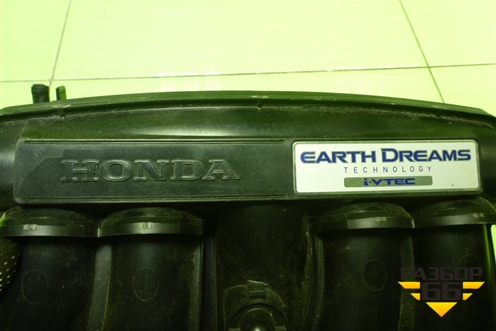 HONDA
EARTH DREAMS
TECHNOLOGY
i-VTEC
РАЗБОР
66